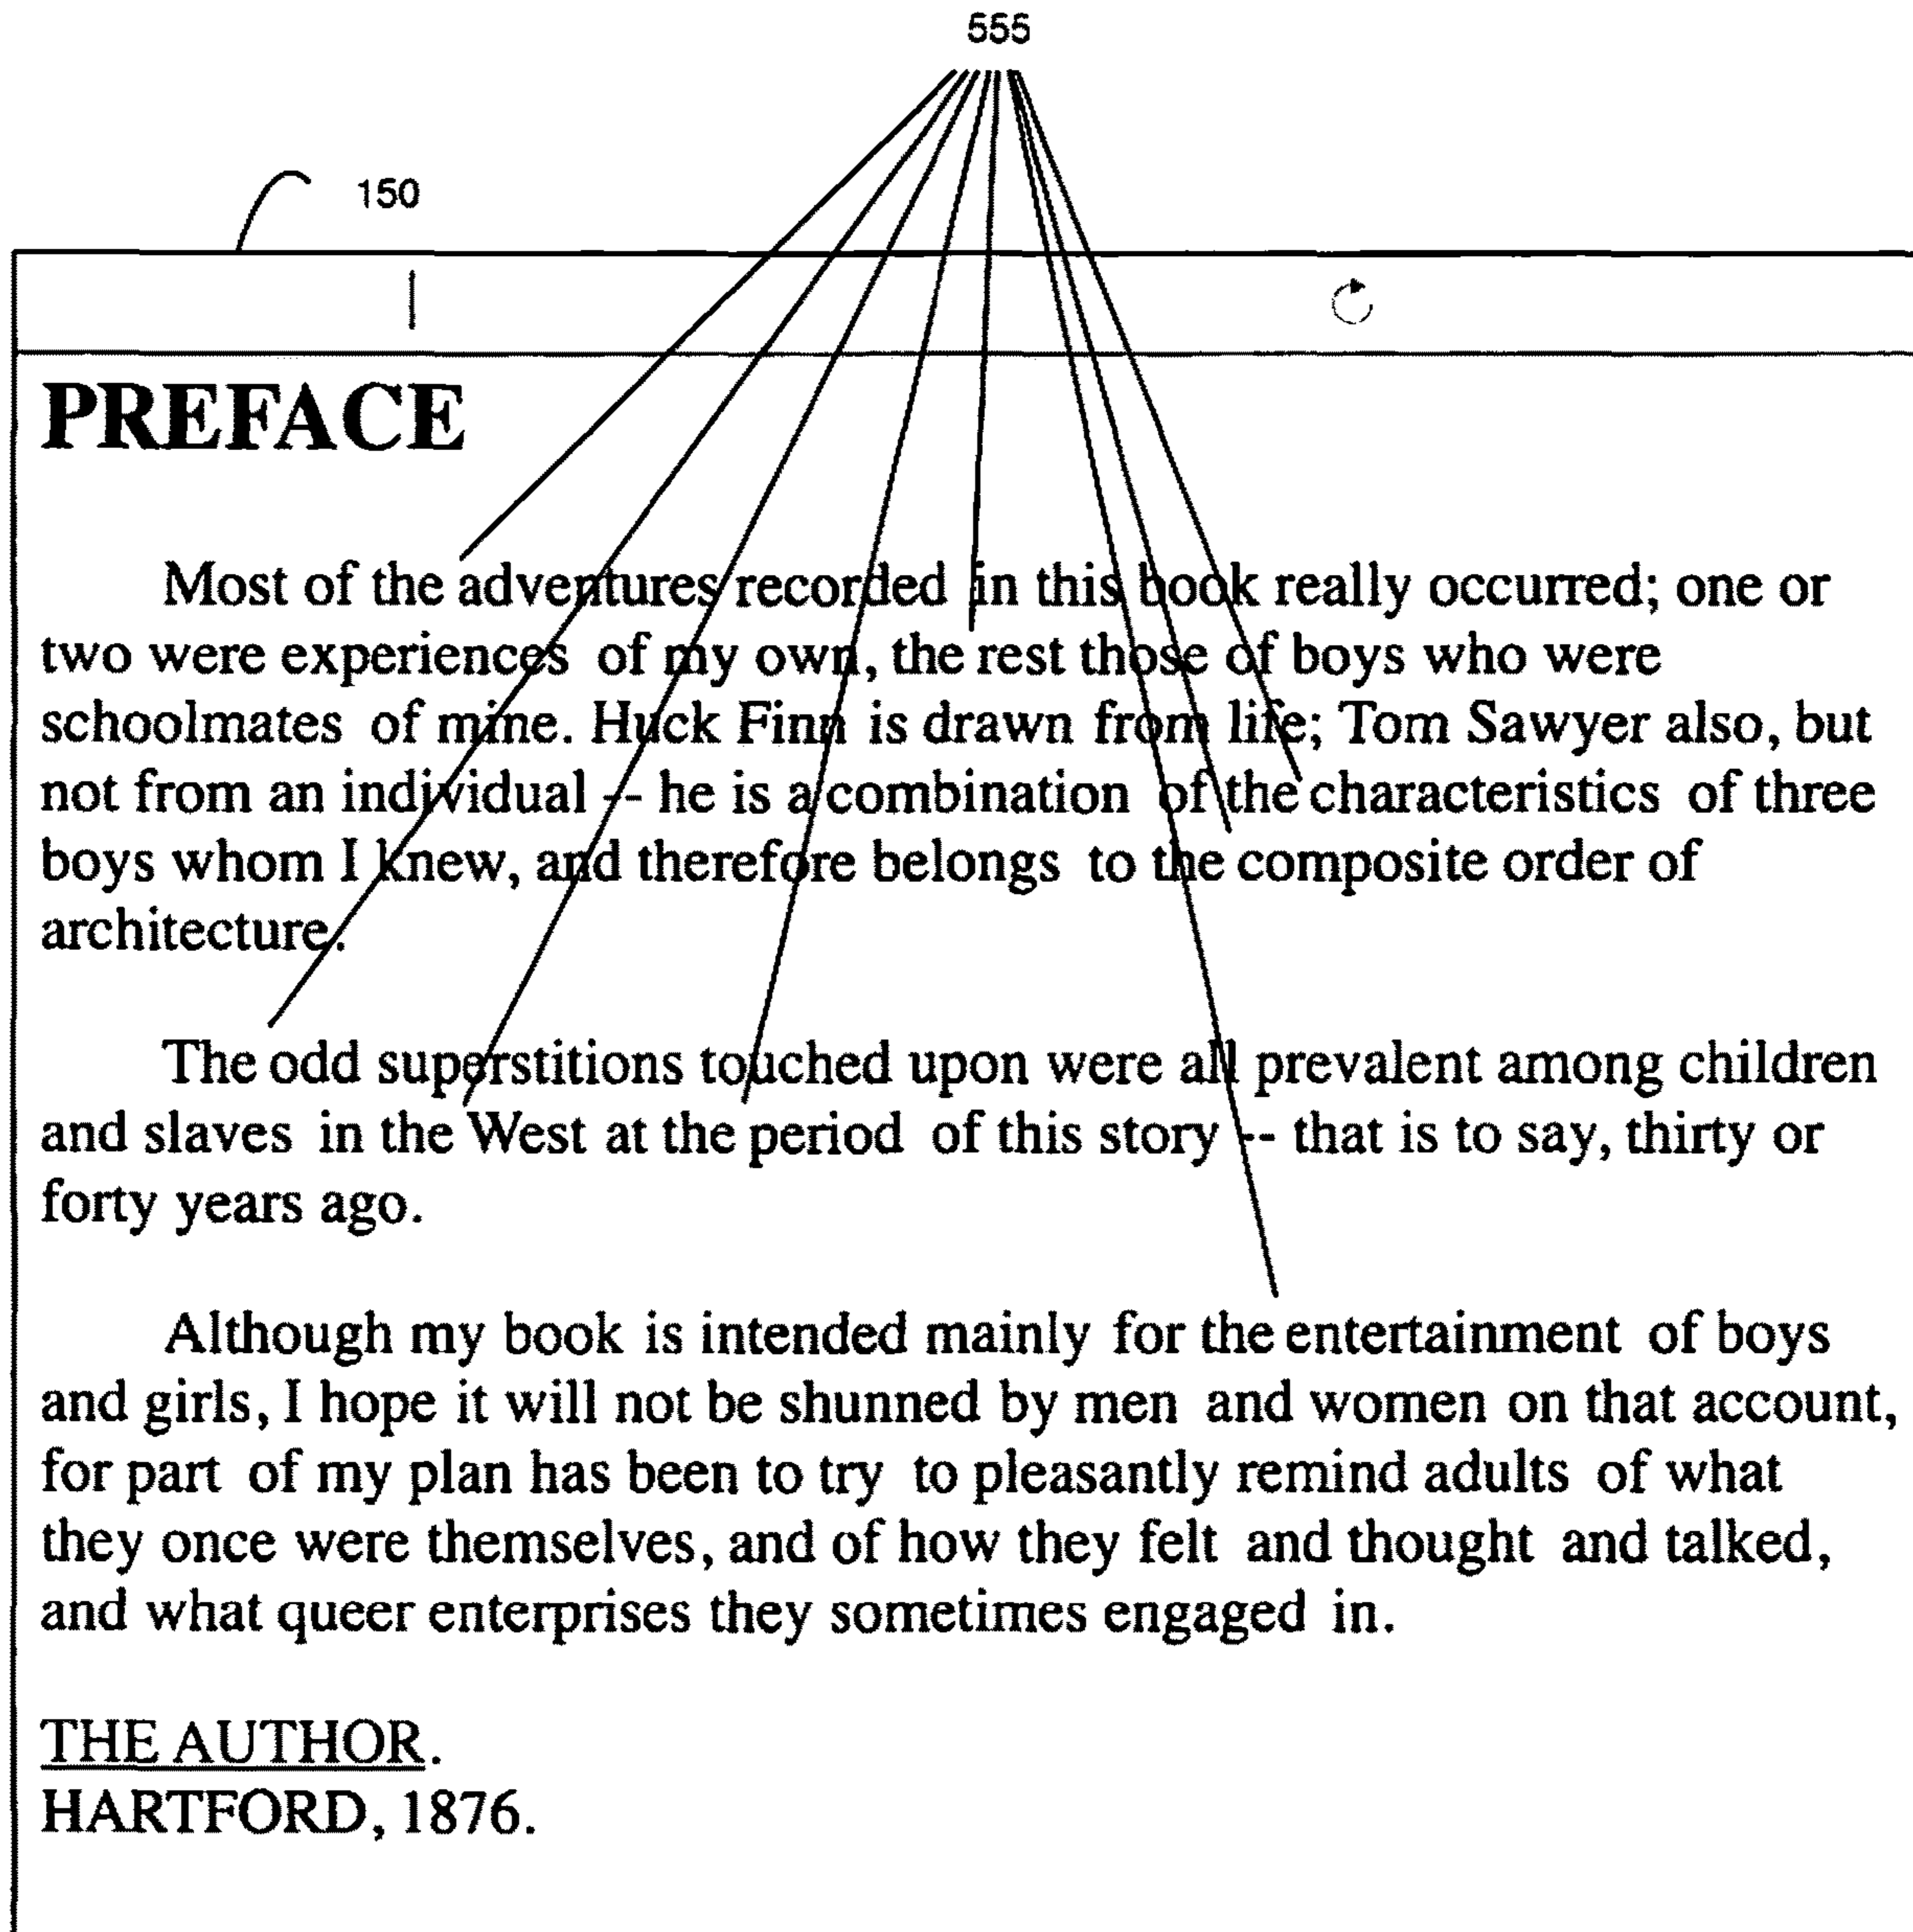 555
150
PREFACE
Most of the adventures recorded in this book really occurred; one or
two were experiences of my own, the rest those of boys who were
schoolmates of mine. Huck Finn is drawn from life; Tom Sawyer also, but
not from an individual -- he is a combination of the characteristics of three
boys whom I knew, and therefore belongs to the composite order of
architecture.
The odd superstitions touched upon were all prevalent among children
and slaves in the West at the period of this story -- that is to say, thirty or
forty years ago.
Although my book is intended mainly for the entertainment of boys
and girls, I hope it will not be shunned by men and women on that account,
for part of my plan has been to try to pleasantly remind adults of what
they once were themselves, and of how they felt and thought and talked,
and what queer enterprises they sometimes engaged in.
THE AUTHOR.
HARTFORD, 1876.